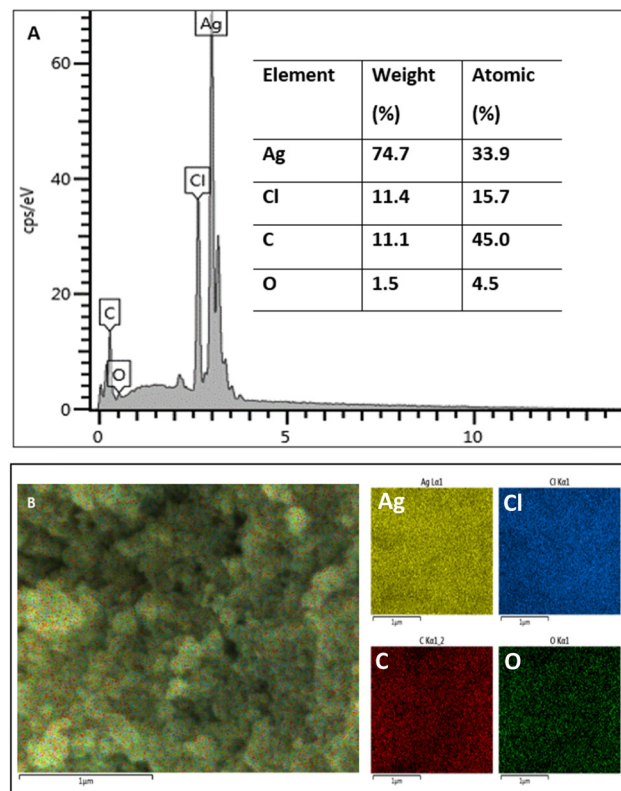 A
Ag
60
Element Weight (%) Atomic (%)
Ag 74.7 33.9
Cl 11.4 15.7
C 11.1 45.0
O 1.5 4.5
cps/eV
40
Cl
20
C
O
0
0 5 10
B
1µm
Ag Lα1
Ag
1µm
Cl Kα1
Cl
1µm
C Kα1_2
C
1µm
O Kα1
O
1µm